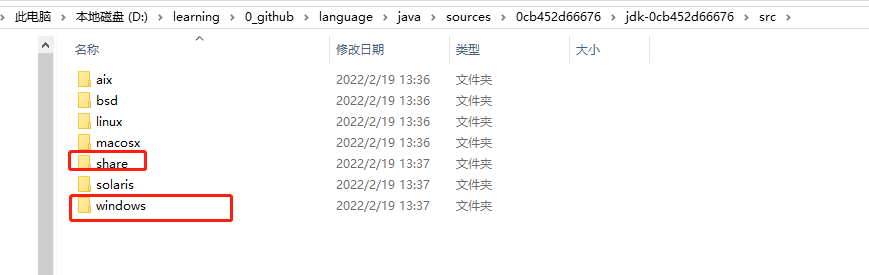 此电脑 > 本地磁盘 (D:) > learning > 0_github > language > java > sources > 0cb452d66676 > jdk-0cb452d66676 > src >
名称 修改日期 类型 大小
aix 2022/2/19 13:36 文件夹
bsd 2022/2/19 13:36 文件夹
linux 2022/2/19 13:36 文件夹
macosx 2022/2/19 13:36 文件夹
share 2022/2/19 13:37 文件夹
solaris 2022/2/19 13:37 文件夹
windows 2022/2/19 13:37 文件夹